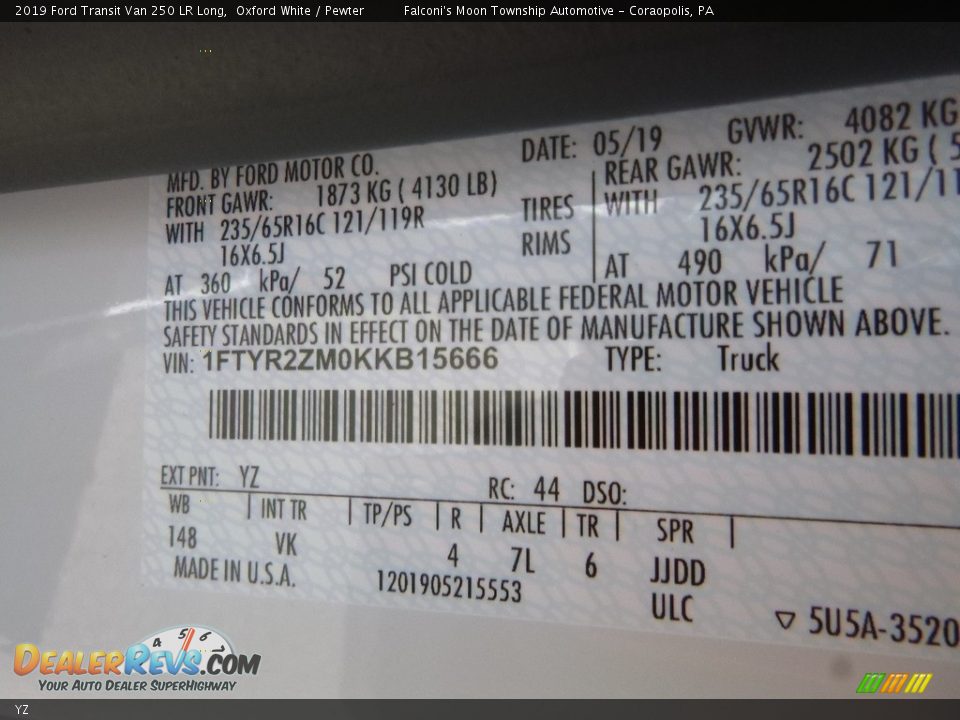 2019 Ford Transit Van 250 LR Long, Oxford White / Pewter Falconi's Moon Township Automotive - Coraopolis, PA
MFD. BY FORD MOTOR CO. DATE: 05/19 GVWR: 4082 KG
FRONT GAWR: 1873 KG ( 4130 LB) REAR GAWR: 2502 KG ( 5
WITH 235/65R16C 121/119R TIRES WITH 235/65R16C 121/11
16X6.5J RIMS 16X6.5J
AT 360 kPa/ 52 PSI COLD AT 490 kPa/ 71
THIS VEHICLE CONFORMS TO ALL APPLICABLE FEDERAL MOTOR VEHICLE
SAFETY STANDARDS IN EFFECT ON THE DATE OF MANUFACTURE SHOWN ABOVE.
VIN: 1FTYR2ZM0KKB15666 TYPE: Truck
EXT PNT: YZ RC: 44 DSO:
WB INT TR TP/PS R AXLE TR SPR
148 VK 4 7L 6 JJDD
MADE IN U.S.A. 1201905215553 ULC
5U5A-3520
4 5 6
DEALERREVS.COM
YOUR AUTO DEALER SUPERHIGHWAY
YZ